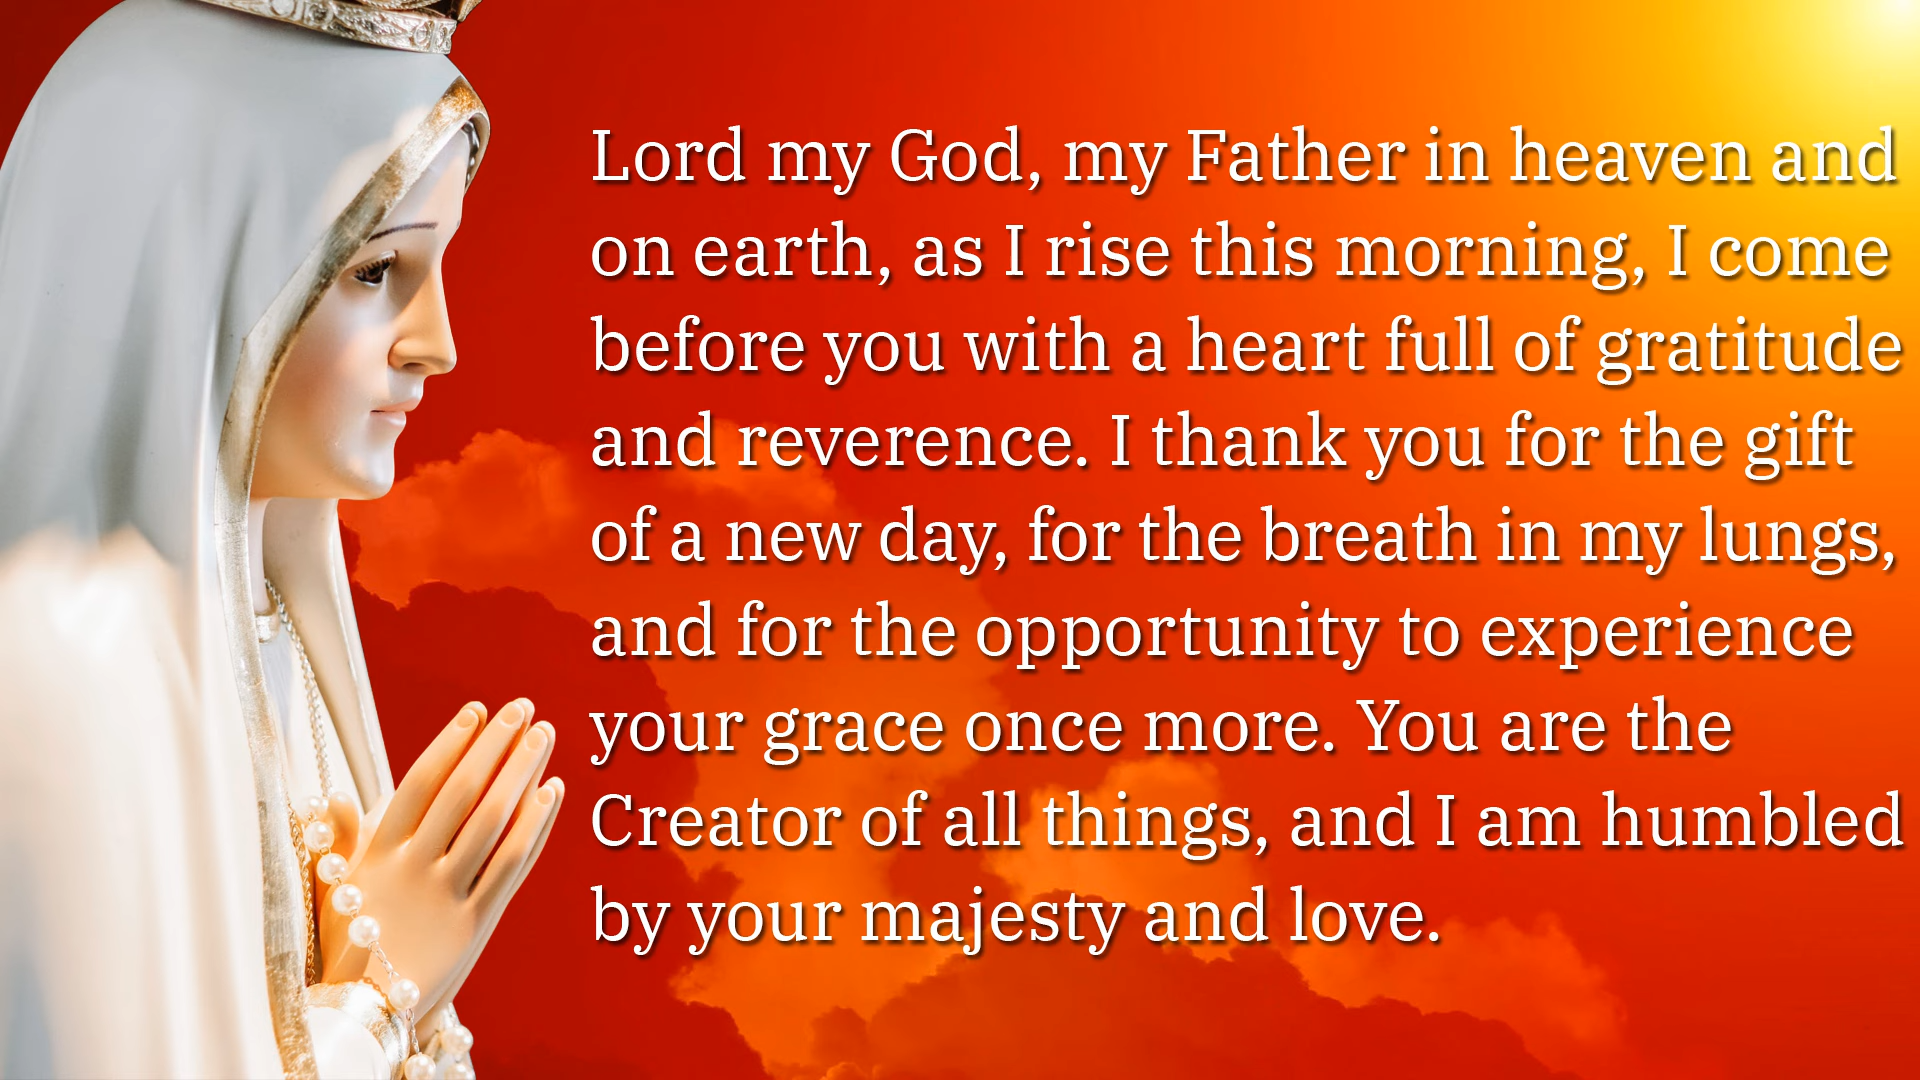 Lord my God, my Father in heaven and
on earth, as I rise this morning, I come
before you with a heart full of gratitude
and reverence. I thank you for the gift
of a new day, for the breath in my lungs,
and for the opportunity to experience
your grace once more. You are the
Creator of all things, and I am humbled
by your majesty and love.